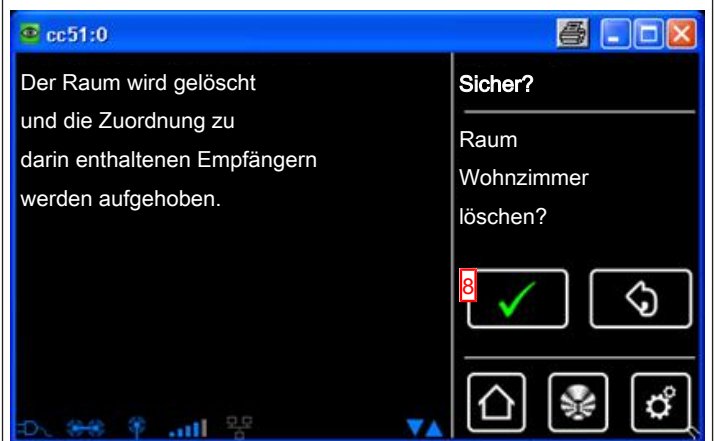 cc51:0
Der Raum wird gelöscht
und die Zuordnung zu
darin enthaltenen Empfängern
werden aufgehoben.
Sicher?
Raum
Wohnzimmer
löschen?
8